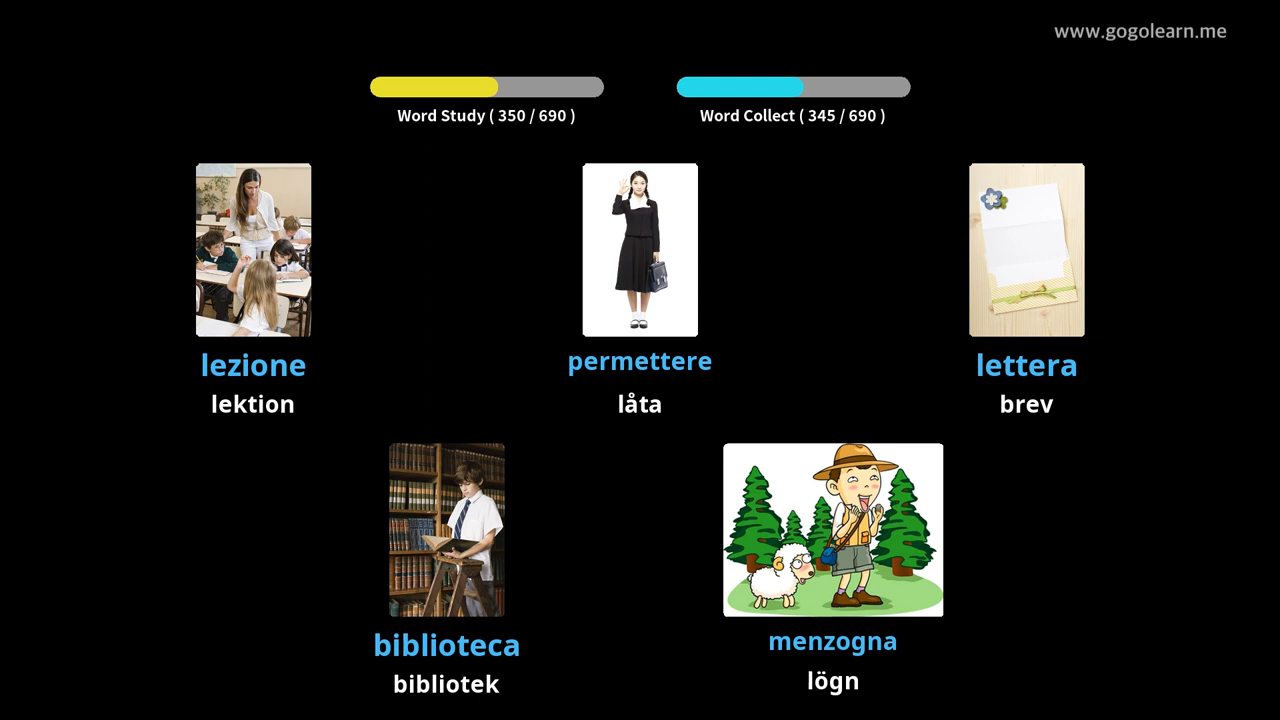 www.gogolearn.me
Word Study ( 350 / 690 )
Word Collect ( 345 / 690 )
lezione
lektion
permettere
låta
lettera
brev
biblioteca
bibliotek
menzogna
lögn